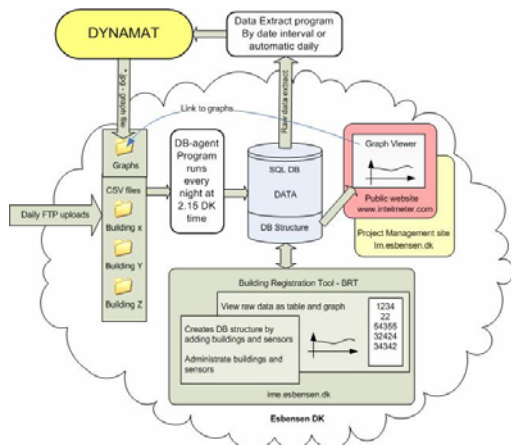 DYNAMAT
Data Extract program
By date interval or
automatic daily
*.jpg - graph file
Raw data extract
Link to graphs
Graphs
CSV files
Building x
Building Y
Building Z
Daily FTP uploads
DB-agent
Program
runs
every
night at
2.15 DK
time
SQL DB
DATA
DB Structure
Graph Viewer
Public website
www.intelmeter.com
Project Management site
Im.esbensen.dk
Building Registration Tool - BRT
View raw data as table and graph
1234
22
54355
32424
34342
Creates DB structure by
adding buildings and
sensors
Administrate buildings and
sensors
ime.esbensen.dk
Esbensen DK